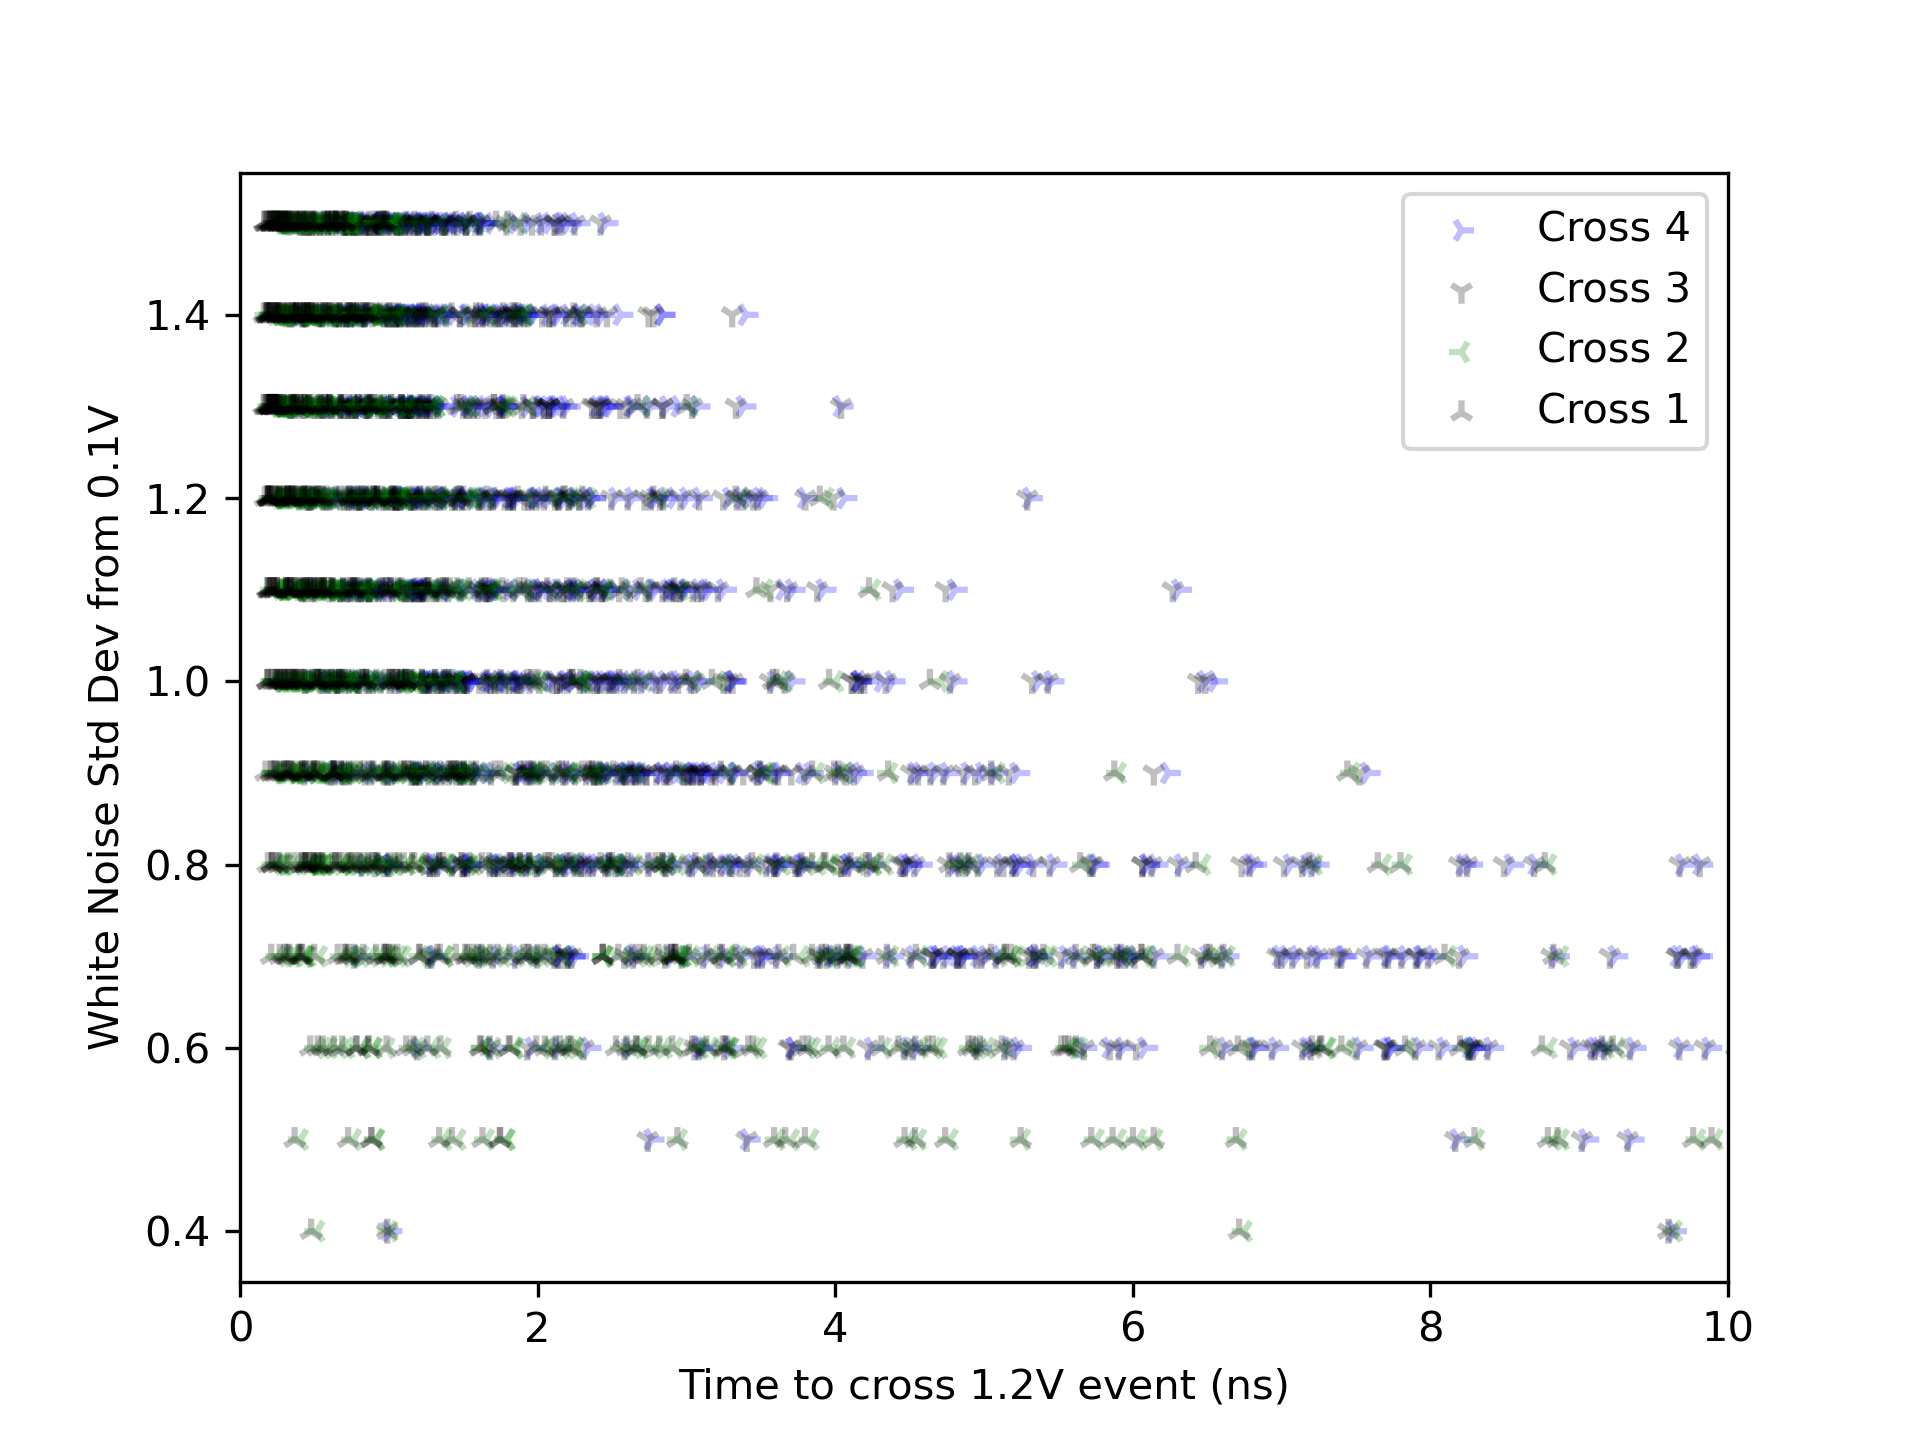 Cross 4
Cross 3
Cross 2
Cross 1
White Noise Std Dev from 0.1V
1.4
1.2
1.0
0.8
0.6
0.4
0 2 4 6 8 10
Time to cross 1.2V event (ns)